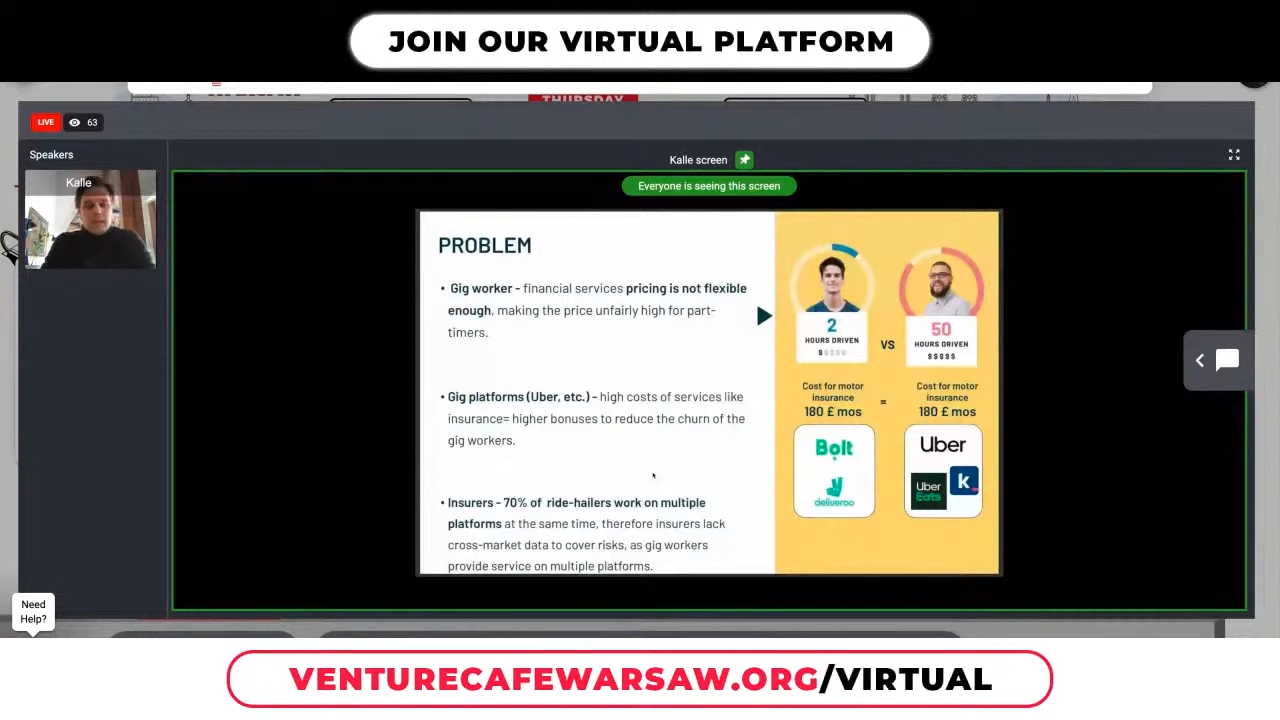 JOIN OUR VIRTUAL PLATFORM
THURSDAY
LIVE
63
Speakers
Kalle
Kalle screen
Everyone is seeing this screen
PROBLEM
• Gig worker - financial services pricing is not flexible
enough, making the price unfairly high for part-
timers.
• Gig platforms (Uber, etc.) - high costs of services like
insurance= higher bonuses to reduce the churn of the
gig workers.
• Insurers - 70% of ride-hailers work on multiple
platforms at the same time, therefore insurers lack
cross-market data to cover risks, as gig workers
provide service on multiple platforms.
2
HOURS DRIVEN
$$$$$
VS
50
HOURS DRIVEN
$$$$$
Cost for motor
insurance
180 £ mos
=
Cost for motor
insurance
180 £ mos
Bolt
deliveroo
Uber
Uber
Eats
k
Need
Help?
VENTURECAFEWARSAW.ORG/VIRTUAL